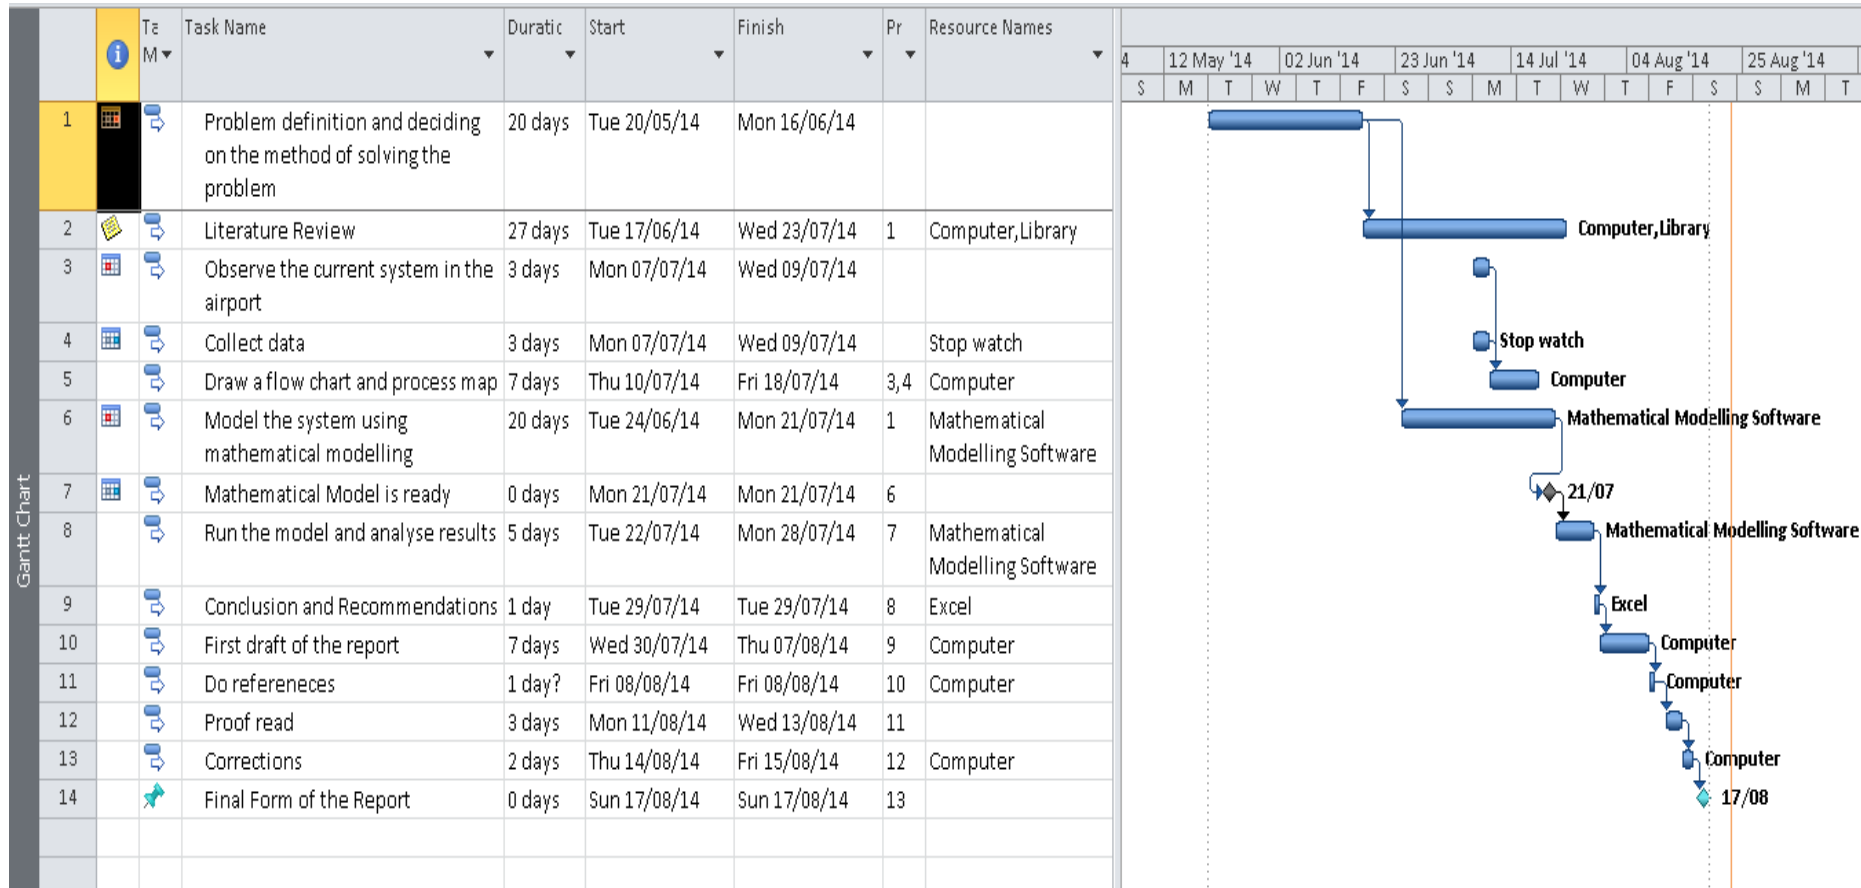 Ta Task Name Duratic Start Finish Pr Resource Names
M
4 12 May '14 02 Jun '14 23 Jun '14 14 Jul '14 04 Aug '14 25 Aug '14
S M T W T F S S M T W T F S S M T
1 Problem definition and deciding 20 days Tue 20/05/14 Mon 16/06/14
on the method of solving the
problem
2 Literature Review 27 days Tue 17/06/14 Wed 23/07/14 1 Computer,Library Computer,Library
3 Observe the current system in the 3 days Mon 07/07/14 Wed 09/07/14
airport
4 Collect data 3 days Mon 07/07/14 Wed 09/07/14 Stop watch Stop watch
5 Draw a flow chart and process map 7 days Thu 10/07/14 Fri 18/07/14 3,4 Computer Computer
6 Model the system using 20 days Tue 24/06/14 Mon 21/07/14 1 Mathematical Mathematical Modelling Software
mathematical modelling Modelling Software
7 Mathematical Model is ready 0 days Mon 21/07/14 Mon 21/07/14 6 21/07
8 Run the model and analyse results 5 days Tue 22/07/14 Mon 28/07/14 7 Mathematical Mathematical Modelling Software
Modelling Software
9 Conclusion and Recommendations 1 day Tue 29/07/14 Tue 29/07/14 8 Excel Excel
10 First draft of the report 7 days Wed 30/07/14 Thu 07/08/14 9 Computer Computer
11 Do refereneces 1 day? Fri 08/08/14 Fri 08/08/14 10 Computer Computer
12 Proof read 3 days Mon 11/08/14 Wed 13/08/14 11
13 Corrections 2 days Thu 14/08/14 Fri 15/08/14 12 Computer Computer
14 Final Form of the Report 0 days Sun 17/08/14 Sun 17/08/14 13 17/08
Gantt Chart